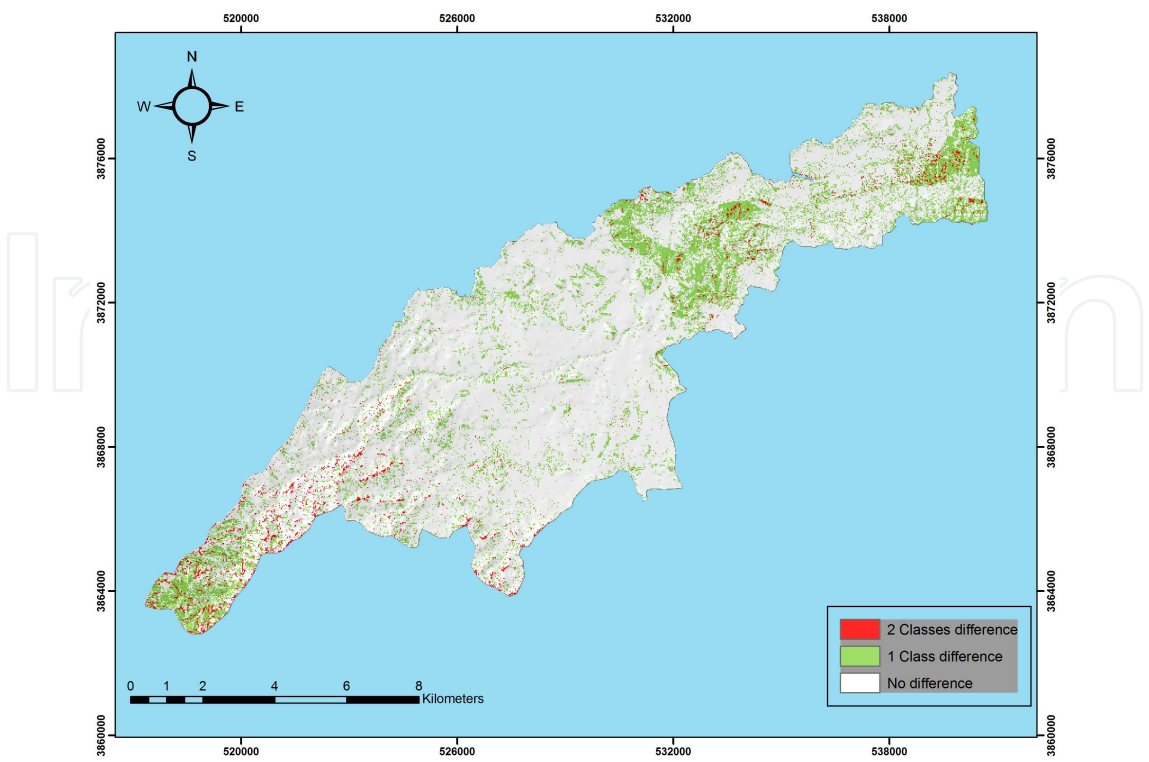 520000 526000 532000 538000
N
W E
S
3876000 3876000
3872000 3872000
3868000 3868000
3864000 3864000
2 Classes difference
1 Class difference
No difference
0 1 2 4 6 8
Kilometers
3860000 3860000
520000 526000 532000 538000